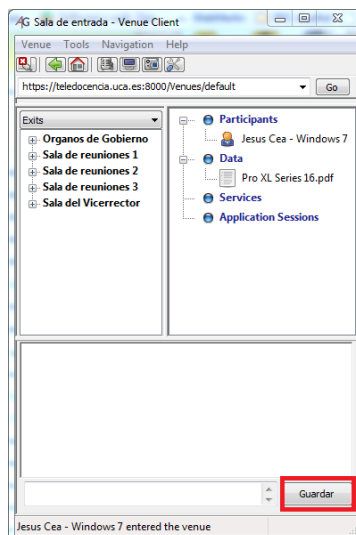 AG Sala de entrada - Venue Client
Venue Tools Navigation Help
https://teledocencia.uca.es:8000/Venues/default
Go
Exits
Organos de Gobierno
Sala de reuniones 1
Sala de reuniones 2
Sala de reuniones 3
Sala del Vicerrector
Participants
Jesus Cea - Windows 7
Data
Pro XL Series 16.pdf
Services
Application Sessions
Guardar
Jesus Cea - Windows 7 entered the venue